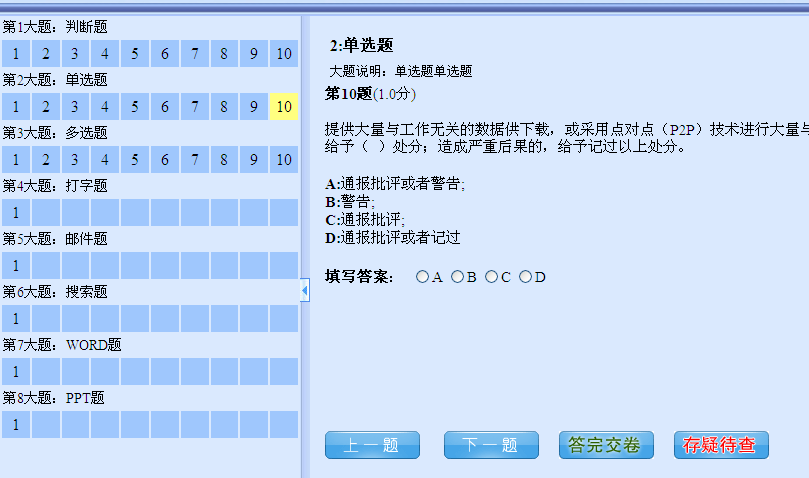 第1大题：判断题
1 2 3 4 5 6 7 8 9 10
第2大题：单选题
1 2 3 4 5 6 7 8 9 10
第3大题：多选题
1 2 3 4 5 6 7 8 9 10
第4大题：打字题
1
第5大题：邮件题
1
第6大题：搜索题
1
第7大题：WORD题
1
第8大题：PPT题
1
2:单选题
大题说明：单选题单选题
第10题(1.0分)
提供大量与工作无关的数据供下载，或采用点对点（P2P）技术进行大量与
给予（ ）处分；造成严重后果的，给予记过以上处分。
A:通报批评或者警告;
B:警告;
C:通报批评;
D:通报批评或者记过
填写答案: A B C D
上一题 下一题 答完交卷 存疑待查